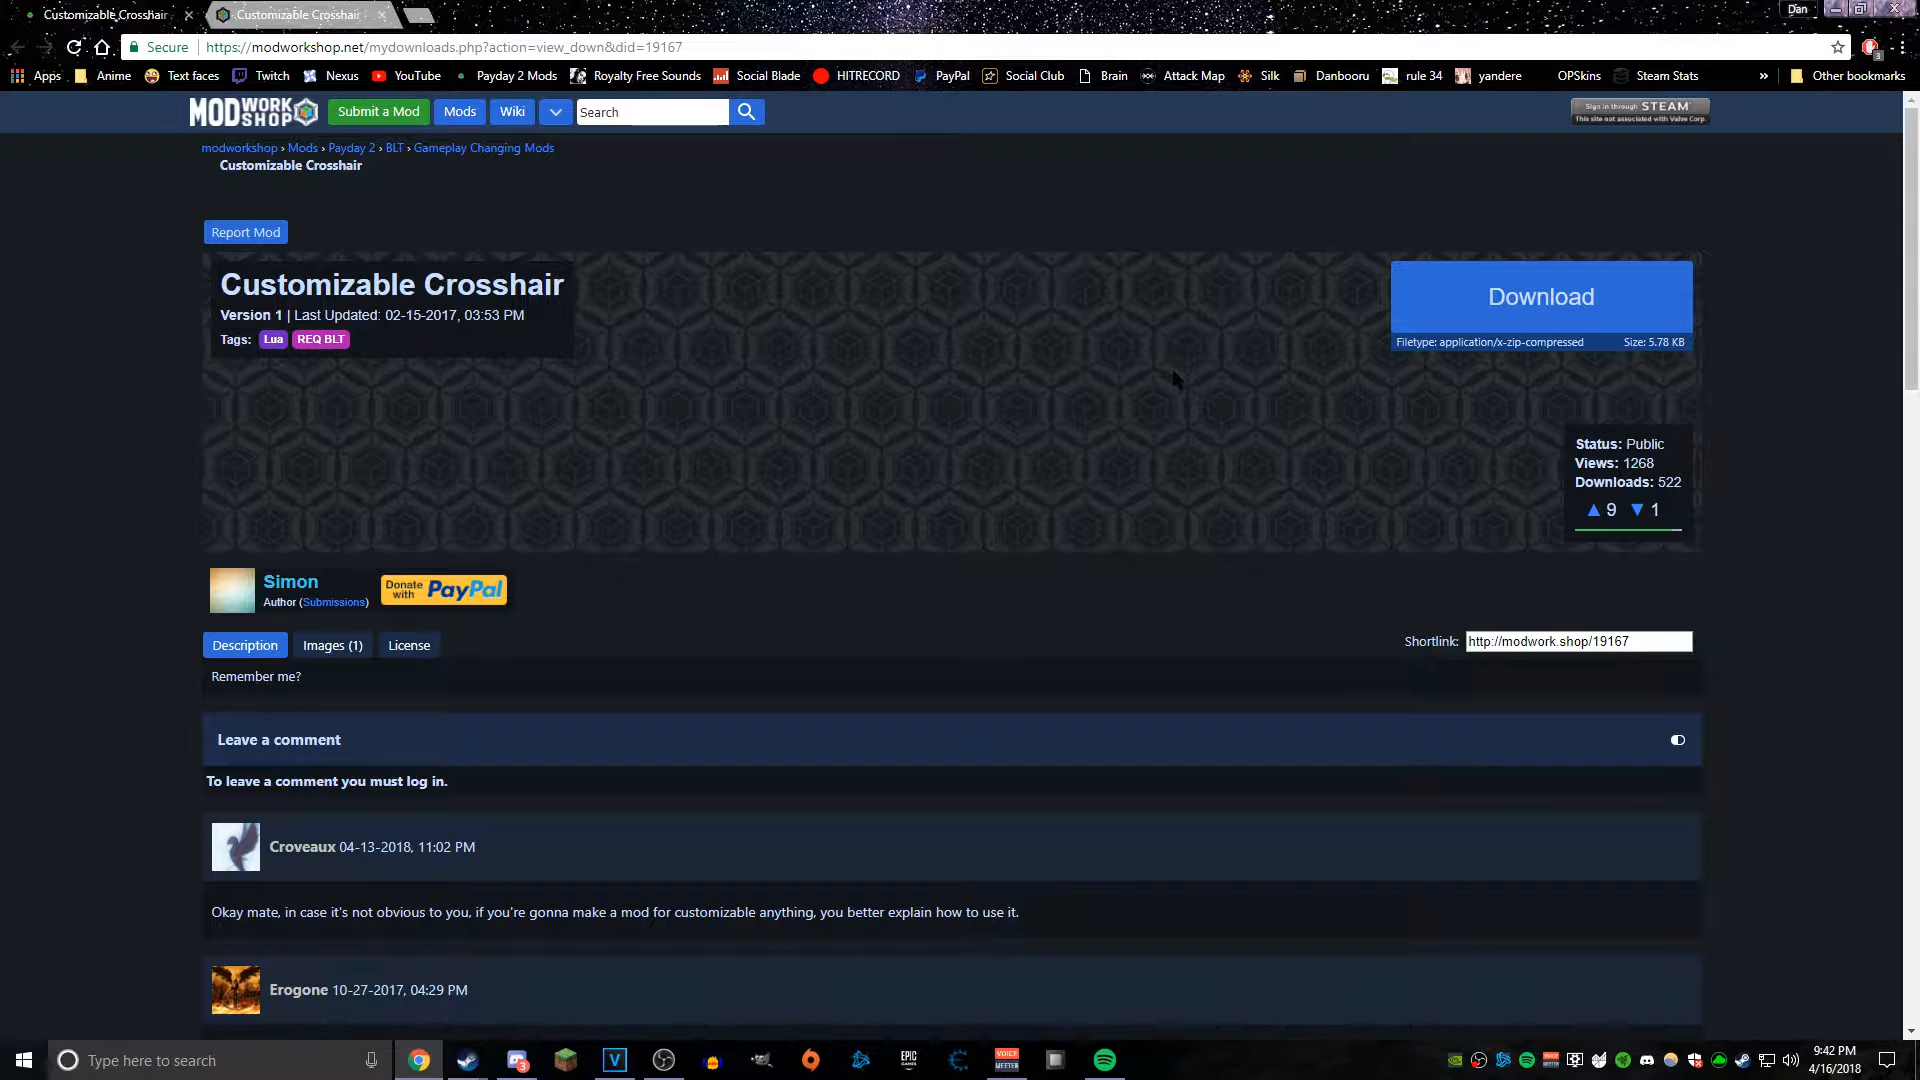 Customizable Crosshair
Customizable Crosshair
Dan
Secure https://modworkshop.net/mydownloads.php?action=view_down&did=19167
3
Apps Anime Text faces Twitch Nexus YouTube Payday 2 Mods Royalty Free Sounds Social Blade HITRECORD PayPal Social Club Brain Attack Map Silk Danbooru rule 34 yandere OPSkins Steam Stats » Other bookmarks
MODWORKSHOP Submit a Mod Mods Wiki Search
Sign in through STEAM
This site not associated with Valve Corp.
modworkshop › Mods › Payday 2 › BLT › Gameplay Changing Mods
Customizable Crosshair
Report Mod
Customizable Crosshair
Version 1 | Last Updated: 02-15-2017, 03:53 PM
Tags: Lua REQ BLT
Download
Filetype: application/x-zip-compressed Size: 5.78 KB
Status: Public
Views: 1268
Downloads: 522
▲ 9 ▼ 1
Simon
Author (Submissions)
Donate with PayPal
Description Images (1) License
Shortlink: http://modwork.shop/19167
Remember me?
Leave a comment
To leave a comment you must log in.
Croveaux 04-13-2018, 11:02 PM
Okay mate, in case it's not obvious to you, if you're gonna make a mod for customizable anything, you better explain how to use it.
Erogone 10-27-2017, 04:29 PM
Type here to search
3
V
EPIC GAMES
VOICE MEETER
9:42 PM
4/16/2018